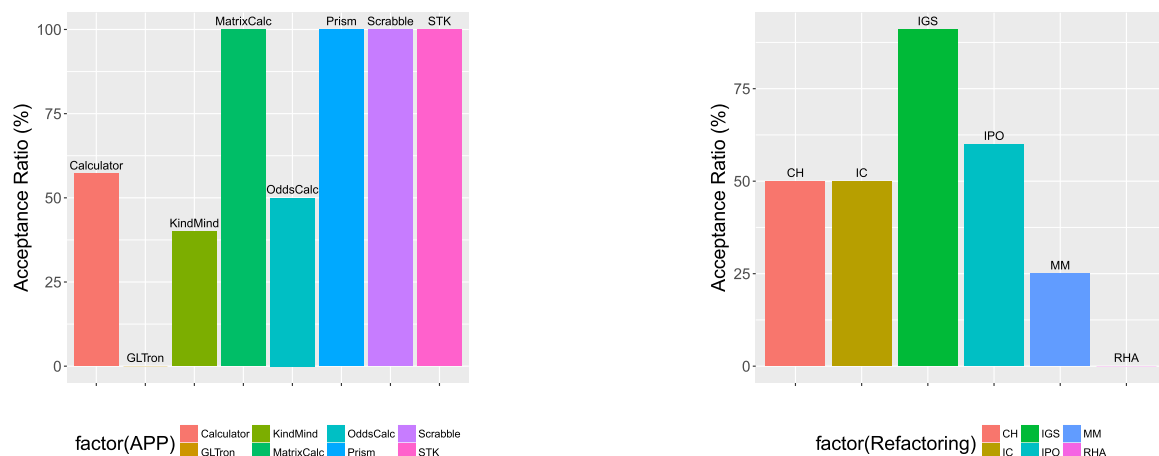 MatrixCalc Prism Scrabble STK
100
75
Calculator
OddsCalc
50
KindMind
25
GLTron
0
Acceptance Ratio (%)
factor(APP) Calculator KindMind OddsCalc Scrabble
GLTron MatrixCalc Prism STK
IGS
75
IPO
CH IC
50
MM
25
RHA
0
Acceptance Ratio (%)
factor(Refactoring) CH IGS MM
IC IPO RHA